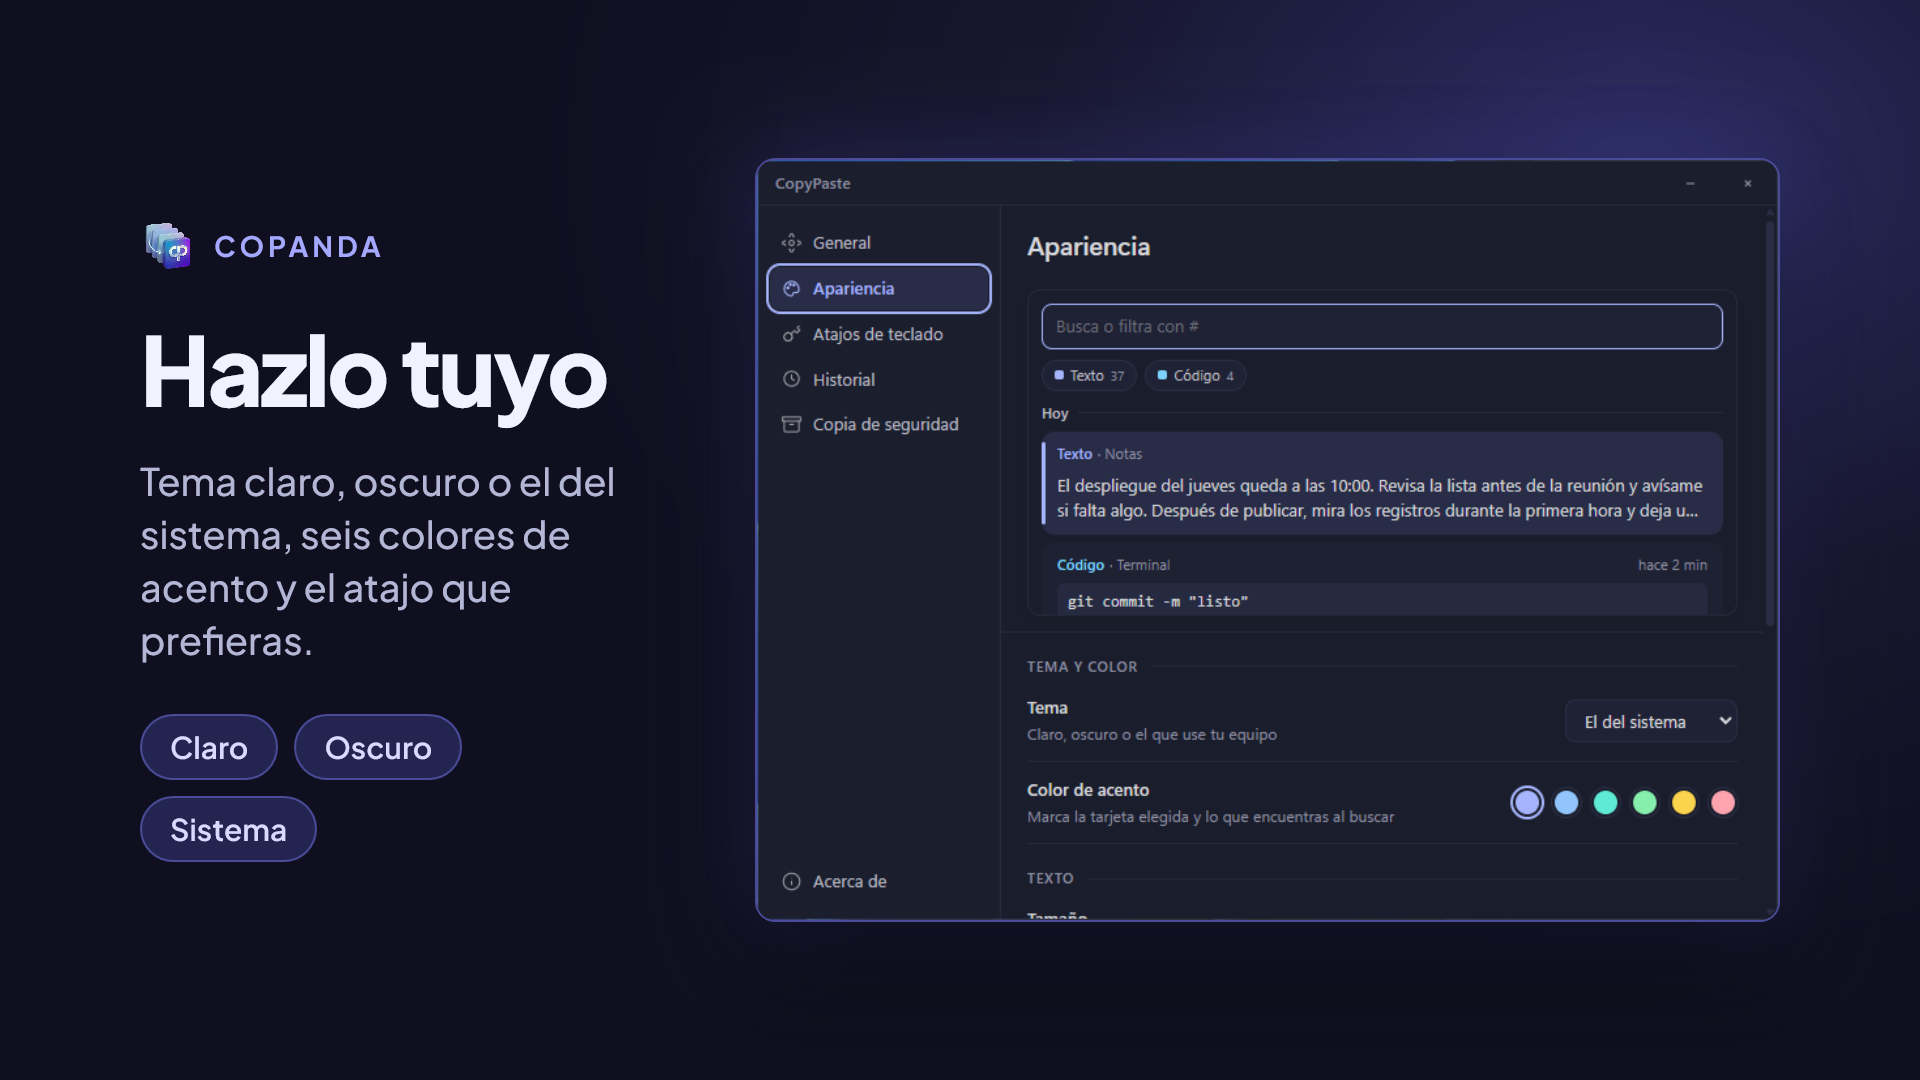 COPANDA
Hazlo tuyo
Tema claro, oscuro o el del
sistema, seis colores de
acento y el atajo que
prefieras.
Claro
Oscuro
Sistema
CopyPaste
General
Apariencia
Atajos de teclado
Historial
Copia de seguridad
Acerca de
Apariencia
Busca o filtra con #
Texto 37
Código 4
Hoy
Texto · Notas
El despliegue del jueves queda a las 10:00. Revisa la lista antes de la reunión y avísame
si falta algo. Después de publicar, mira los registros durante la primera hora y deja u...
Código · Terminal
hace 2 min
git commit -m "listo"
TEMA Y COLOR
Tema
El del sistema
Claro, oscuro o el que use tu equipo
Color de acento
Marca la tarjeta elegida y lo que encuentras al buscar
TEXTO
Tamaño